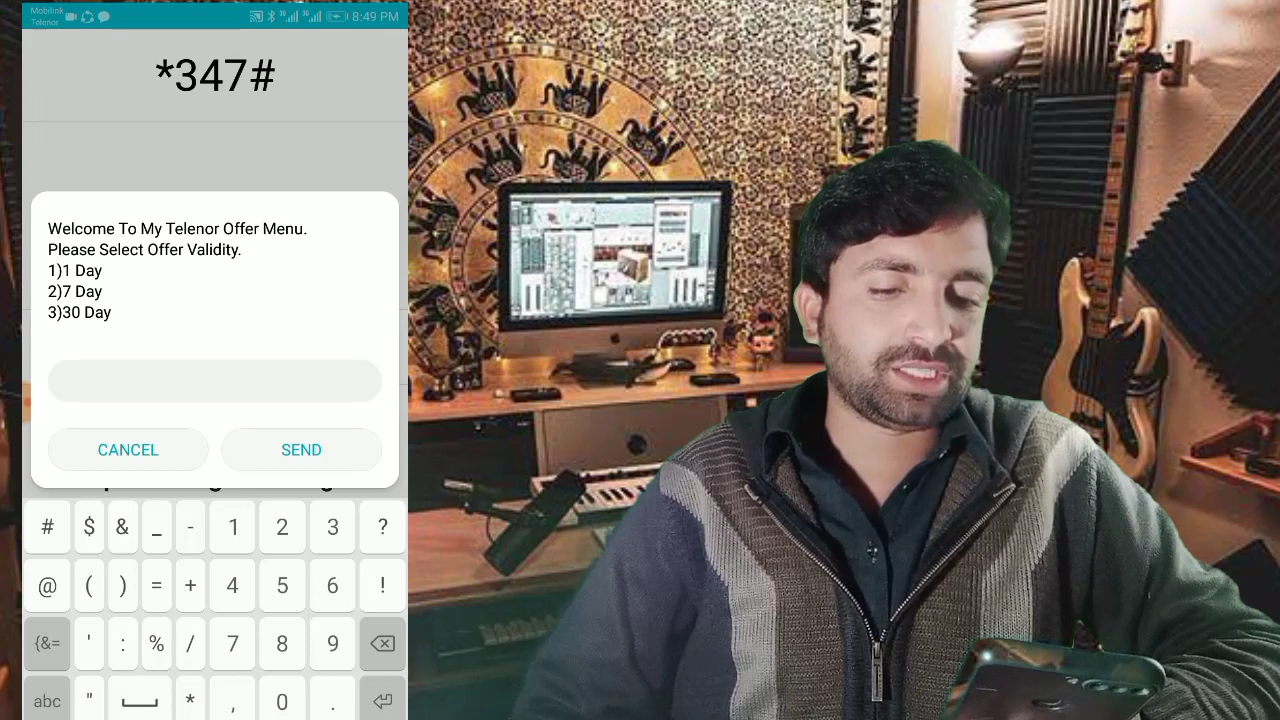 Mobilink
Telenor
8:49 PM
*347#
Welcome To My Telenor Offer Menu.
Please Select Offer Validity.
1)1 Day
2)7 Day
3)30 Day
CANCEL
SEND
# $ & _ - 1 2 3 ?
@ ( ) = + 4 5 6 !
{&= ' : % / 7 8 9
abc " * , 0 .